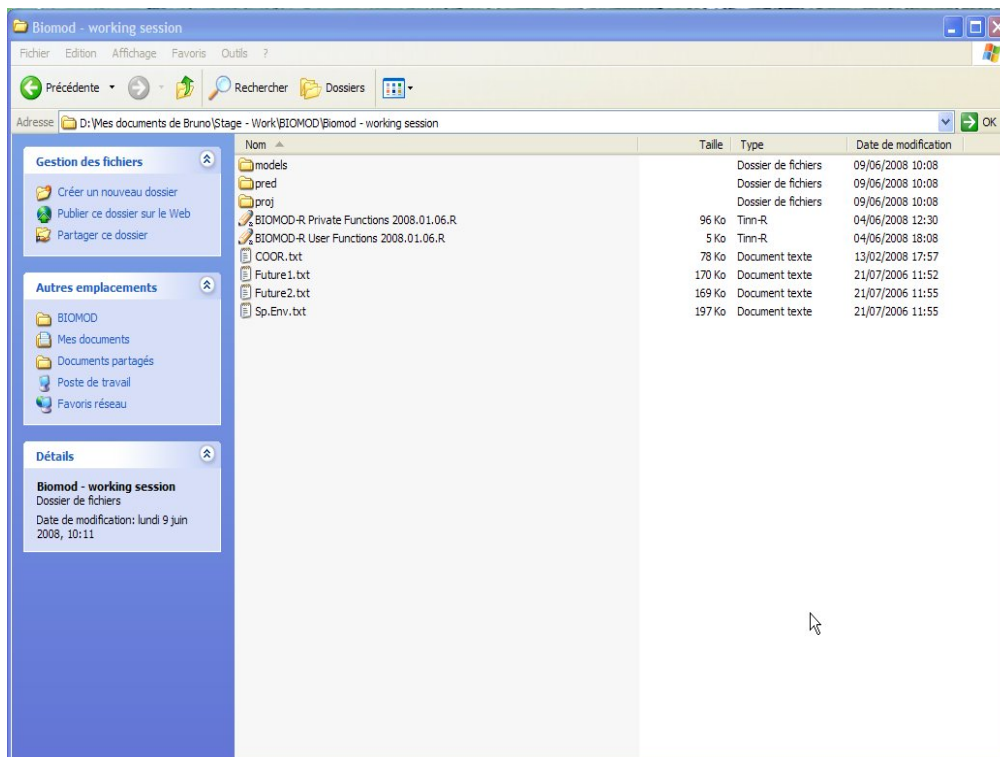 Biomod - working session
Fichier Edition Affichage Favoris Outils ?
Précédente Rechercher Dossiers
Adresse D:\Mes documents de Bruno\Stage - Work\BIOMOD\Biomod - working session OK
Gestion des fichiers
Créer un nouveau dossier
Publier ce dossier sur le Web
Partager ce dossier
Autres emplacements
BIOMOD
Mes documents
Documents partagés
Poste de travail
Favoris réseau
Détails
Biomod - working session
Dossier de fichiers
Date de modification: lundi 9 juin
2008, 10:11
Nom Taille Type Date de modification
models Dossier de fichiers 09/06/2008 10:08
pred Dossier de fichiers 09/06/2008 10:08
proj Dossier de fichiers 09/06/2008 10:08
BIOMOD-R Private Functions 2008.01.06.R 96 Ko Tinn-R 04/06/2008 12:30
BIOMOD-R User Functions 2008.01.06.R 5 Ko Tinn-R 04/06/2008 18:08
COOR.txt 78 Ko Document texte 13/02/2008 17:57
Future1.txt 170 Ko Document texte 21/07/2006 11:52
Future2.txt 169 Ko Document texte 21/07/2006 11:55
Sp.Env.txt 197 Ko Document texte 21/07/2006 11:55